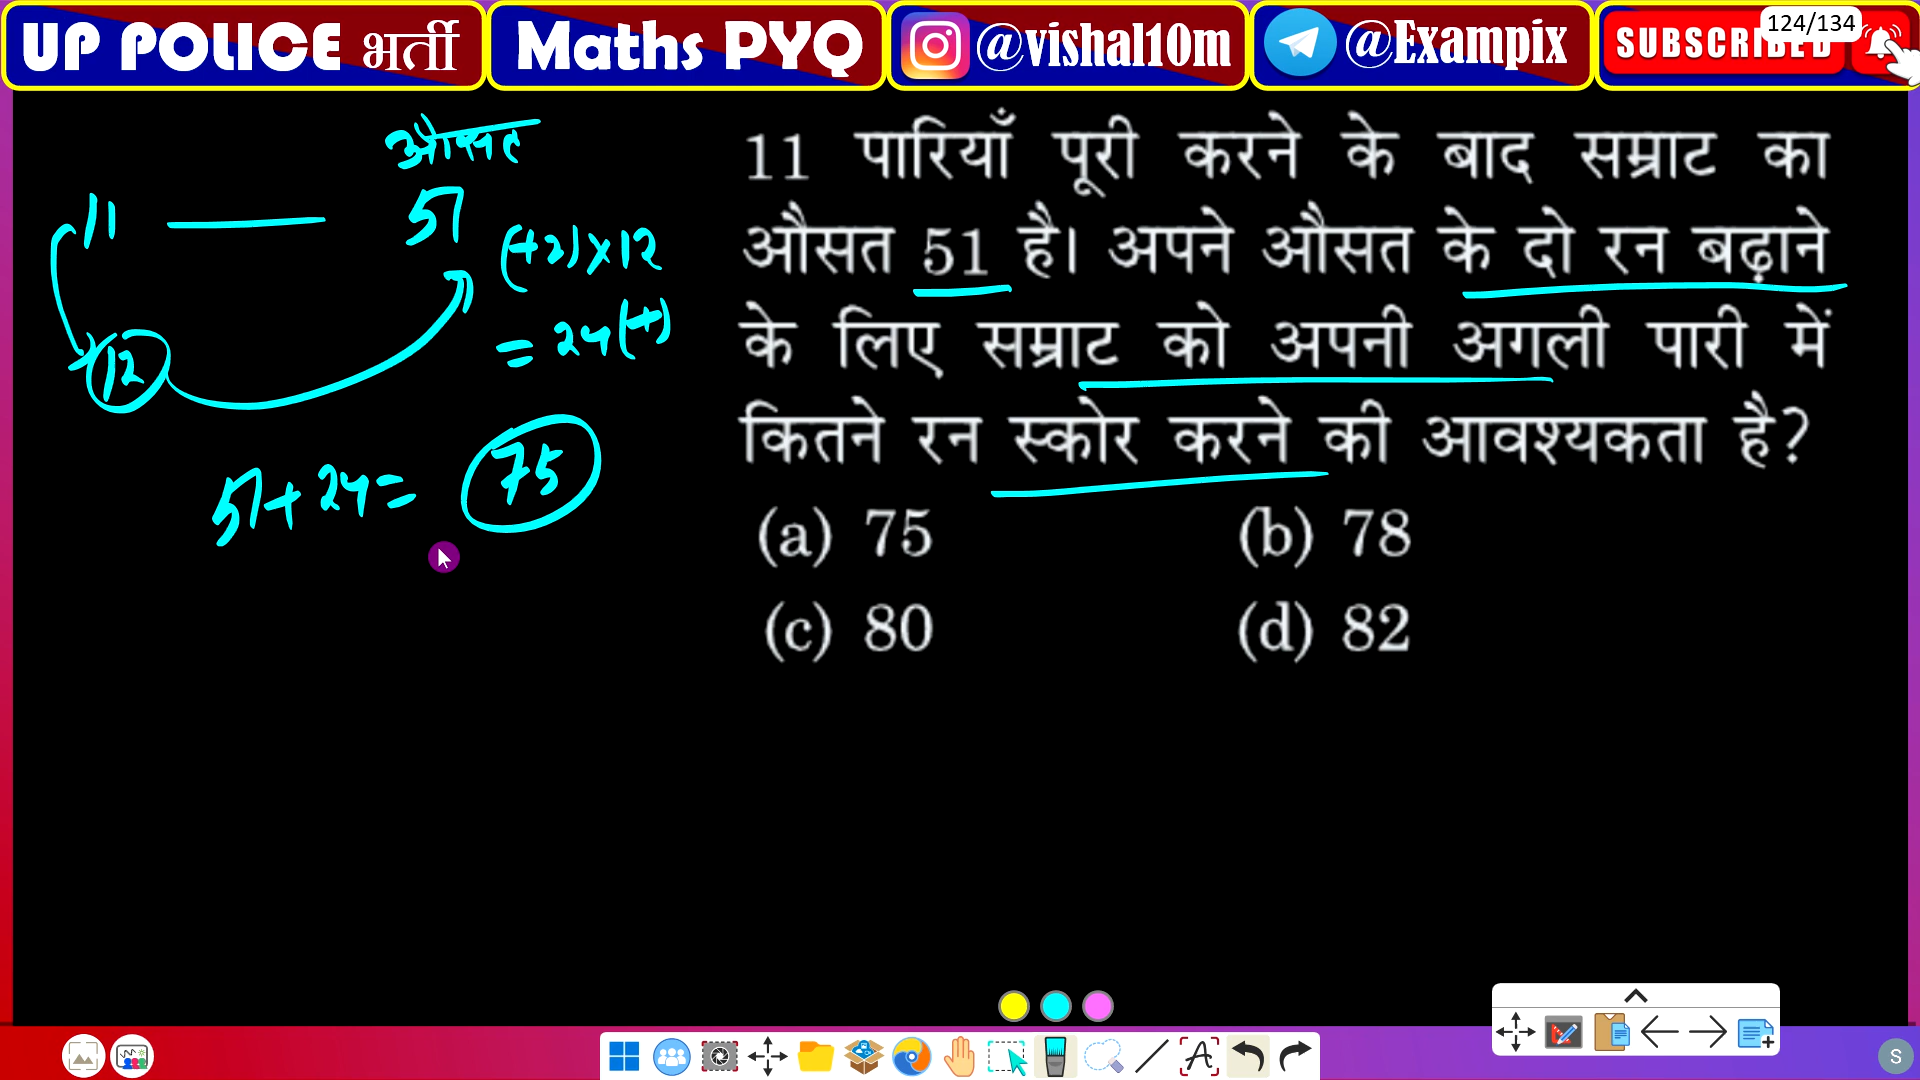 UP POLICE भर्ती
Maths PYQ
@vishal10m
@Exampix
SUBSCRIBED
124/134
औसत
11 — 51
(+2)×12
= 24(+)
12
51+24= 75
11 पारियाँ पूरी करने के बाद सम्राट का
औसत 51 है। अपने औसत के दो रन बढ़ाने
के लिए सम्राट को अपनी अगली पारी में
कितने रन स्कोर करने की आवश्यकता है?
(a) 75 (b) 78
(c) 80 (d) 82
S